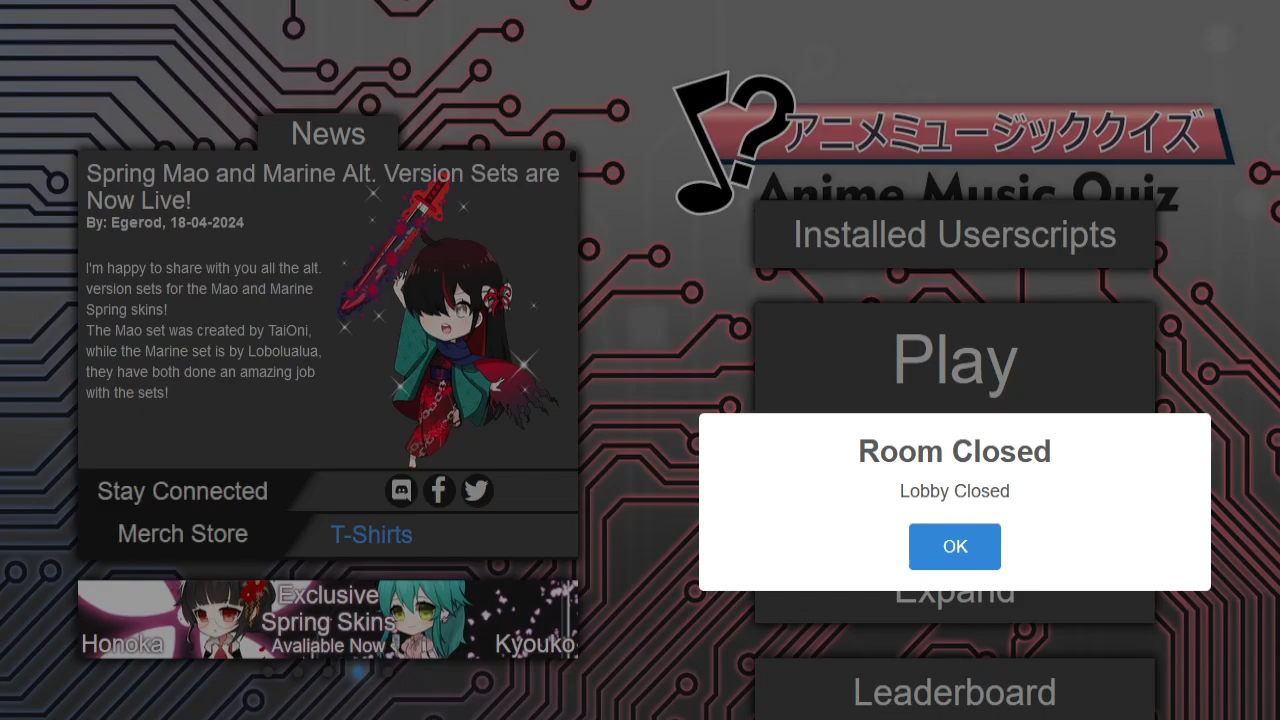 News
Spring Mao and Marine Alt. Version Sets are
Now Live!
By: Egerod, 18-04-2024
I'm happy to share with you all the alt.
version sets for the Mao and Marine
Spring skins!
The Mao set was created by TaiOni,
while the Marine set is by Lobolualua,
they have both done an amazing job
with the sets!
Stay Connected
Merch Store
T-Shirts
Exclusive
Spring Skins
Avaliable Now
Honoka
Kyouko
アニメミュージッククイズ
Anime Music Quiz
Installed Userscripts
Play
Room Closed
Lobby Closed
OK
Expand
Leaderboard